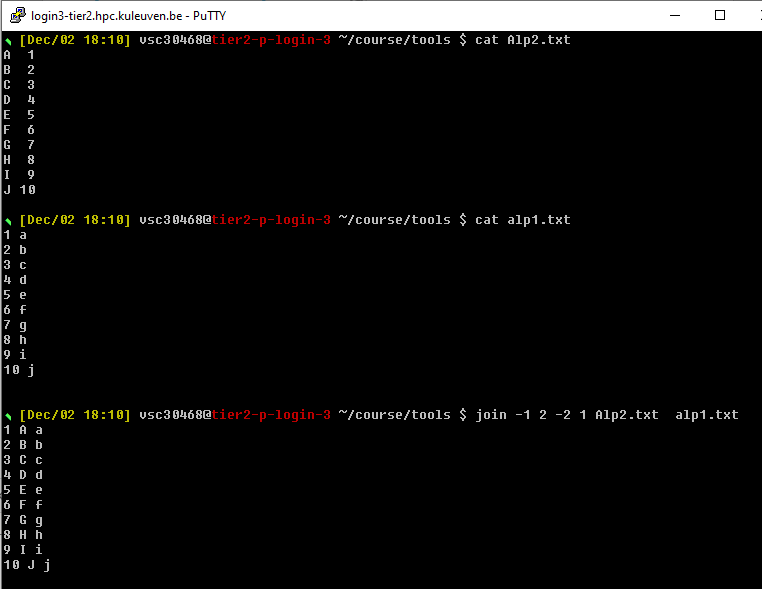 login3-tier2.hpc.kuleuven.be - PuTTY
[Dec/02 18:10] vsc30468@tier2-p-login-3 ~/course/tools $ cat Alp2.txt
A  1
B  2
C  3
D  4
E  5
F  6
G  7
H  8
I  9
J 10
[Dec/02 18:10] vsc30468@tier2-p-login-3 ~/course/tools $ cat alp1.txt
1 a
2 b
3 c
4 d
5 e
6 f
7 g
8 h
9 i
10 j
[Dec/02 18:10] vsc30468@tier2-p-login-3 ~/course/tools $ join -1 2 -2 1 Alp2.txt  alp1.txt
1 A a
2 B b
3 C c
4 D d
5 E e
6 F f
7 G g
8 H h
9 I i
10 J j